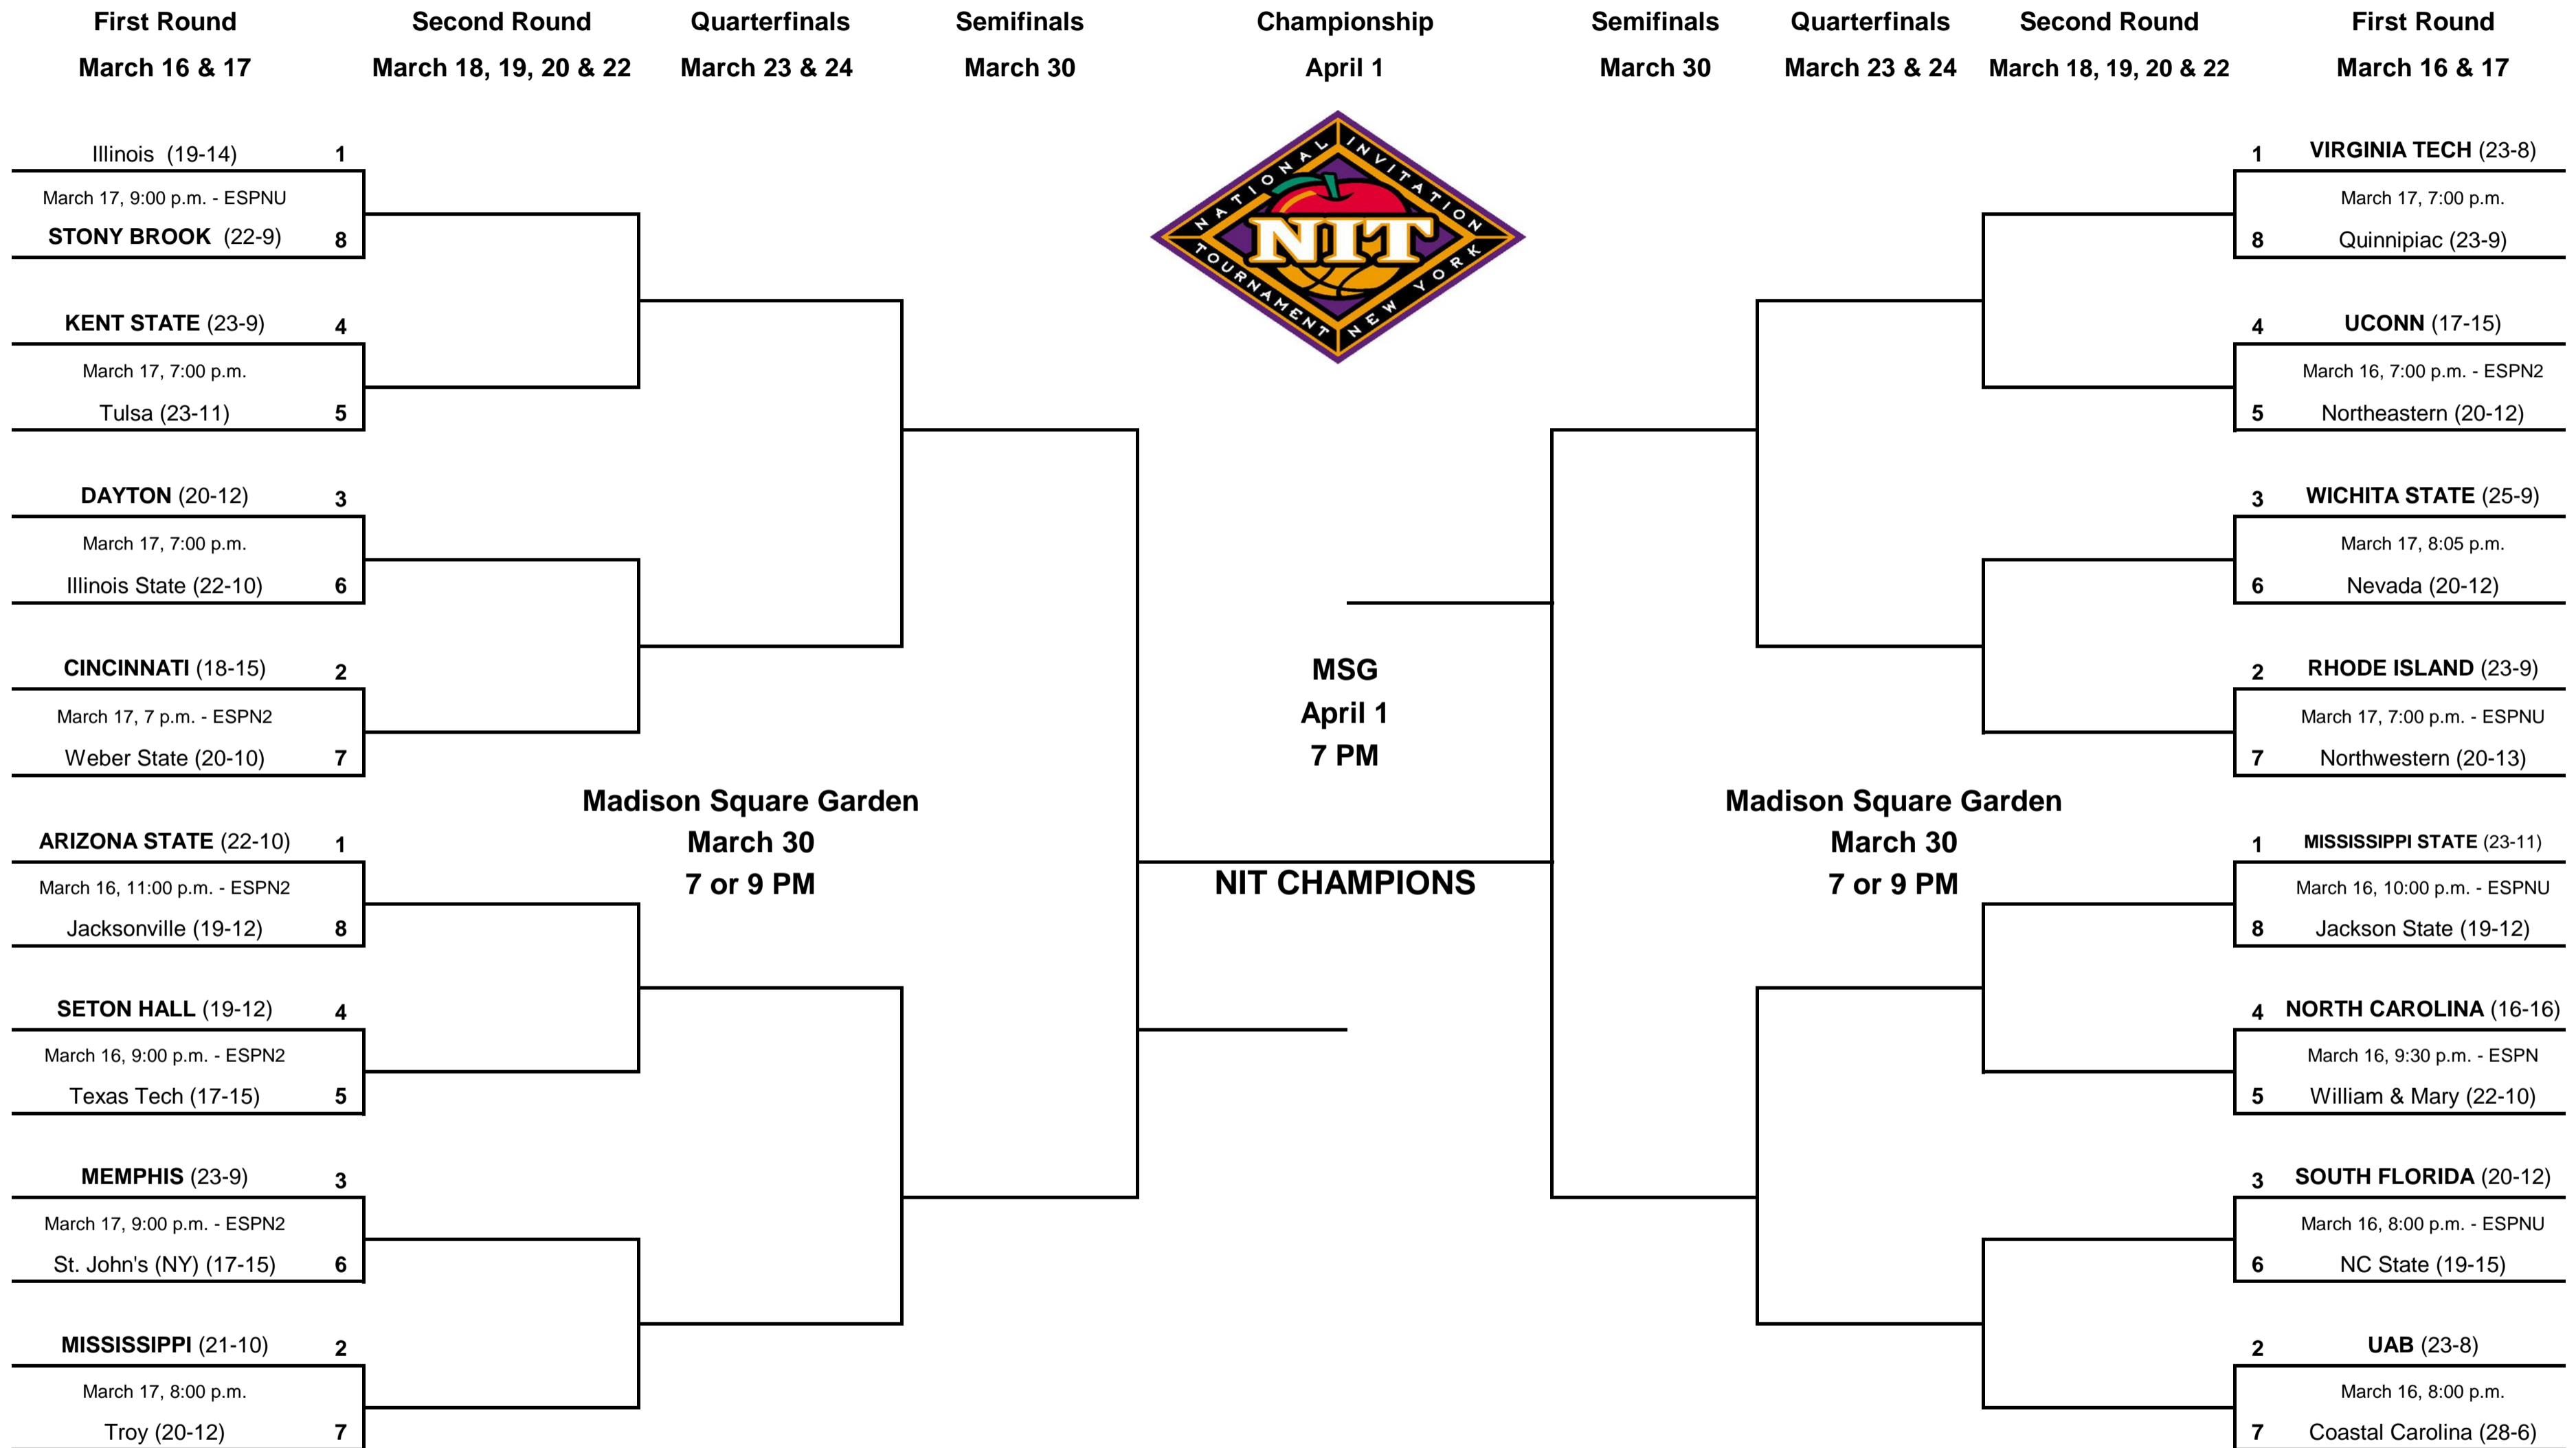 First Round
Second Round
Quarterfinals
Semifinals
Championship
Semifinals
Quarterfinals
Second Round
First Round
March 16 & 17
March 18, 19, 20 & 22
March 23 & 24
March 30
April 1
March 30
March 23 & 24
March 18, 19, 20 & 22
March 16 & 17
Illinois (19-14) 1
March 17, 9:00 p.m. - ESPNU
STONY BROOK (22-9) 8
KENT STATE (23-9) 4
March 17, 7:00 p.m.
Tulsa (23-11) 5
DAYTON (20-12) 3
March 17, 7:00 p.m.
Illinois State (22-10) 6
CINCINNATI (18-15) 2
March 17, 7 p.m. - ESPN2
Weber State (20-10) 7
ARIZONA STATE (22-10) 1
March 16, 11:00 p.m. - ESPN2
Jacksonville (19-12) 8
SETON HALL (19-12) 4
March 16, 9:00 p.m. - ESPN2
Texas Tech (17-15) 5
MEMPHIS (23-9) 3
March 17, 9:00 p.m. - ESPN2
St. John's (NY) (17-15) 6
MISSISSIPPI (21-10) 2
March 17, 8:00 p.m.
Troy (20-12) 7
Madison Square Garden
March 30
7 or 9 PM
NATIONAL INVITATION
NIT
TOURNAMENT NEW YORK
MSG
April 1
7 PM
NIT CHAMPIONS
Madison Square Garden
March 30
7 or 9 PM
1 VIRGINIA TECH (23-8)
March 17, 7:00 p.m.
8 Quinnipiac (23-9)
4 UCONN (17-15)
March 16, 7:00 p.m. - ESPN2
5 Northeastern (20-12)
3 WICHITA STATE (25-9)
March 17, 8:05 p.m.
6 Nevada (20-12)
2 RHODE ISLAND (23-9)
March 17, 7:00 p.m. - ESPNU
7 Northwestern (20-13)
1 MISSISSIPPI STATE (23-11)
March 16, 10:00 p.m. - ESPNU
8 Jackson State (19-12)
4 NORTH CAROLINA (16-16)
March 16, 9:30 p.m. - ESPN
5 William & Mary (22-10)
3 SOUTH FLORIDA (20-12)
March 16, 8:00 p.m. - ESPNU
6 NC State (19-15)
2 UAB (23-8)
March 16, 8:00 p.m.
7 Coastal Carolina (28-6)